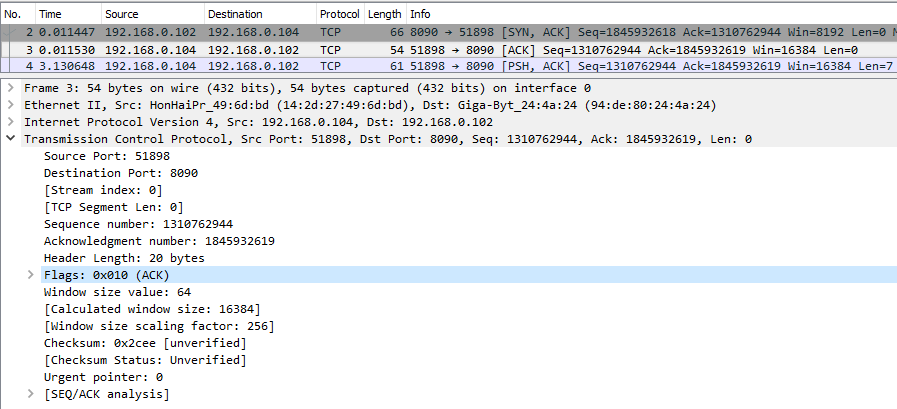 No. Time Source Destination Protocol Length Info
2 0.011447 192.168.0.102 192.168.0.104 TCP 66 8090 → 51898 [SYN, ACK] Seq=1845932618 Ack=1310762944 Win=8192 Len=0
3 0.011530 192.168.0.104 192.168.0.102 TCP 54 51898 → 8090 [ACK] Seq=1310762944 Ack=1845932619 Win=16384 Len=0
4 3.130648 192.168.0.104 192.168.0.102 TCP 61 51898 → 8090 [PSH, ACK] Seq=1310762944 Ack=1845932619 Win=16384 Len=7
Frame 3: 54 bytes on wire (432 bits), 54 bytes captured (432 bits) on interface 0
Ethernet II, Src: HonHaiPr_49:6d:bd (14:2d:27:49:6d:bd), Dst: Giga-Byt_24:4a:24 (94:de:80:24:4a:24)
Internet Protocol Version 4, Src: 192.168.0.104, Dst: 192.168.0.102
Transmission Control Protocol, Src Port: 51898, Dst Port: 8090, Seq: 1310762944, Ack: 1845932619, Len: 0
Source Port: 51898
Destination Port: 8090
[Stream index: 0]
[TCP Segment Len: 0]
Sequence number: 1310762944
Acknowledgment number: 1845932619
Header Length: 20 bytes
Flags: 0x010 (ACK)
Window size value: 64
[Calculated window size: 16384]
[Window size scaling factor: 256]
Checksum: 0x2cee [unverified]
[Checksum Status: Unverified]
Urgent pointer: 0
[SEQ/ACK analysis]